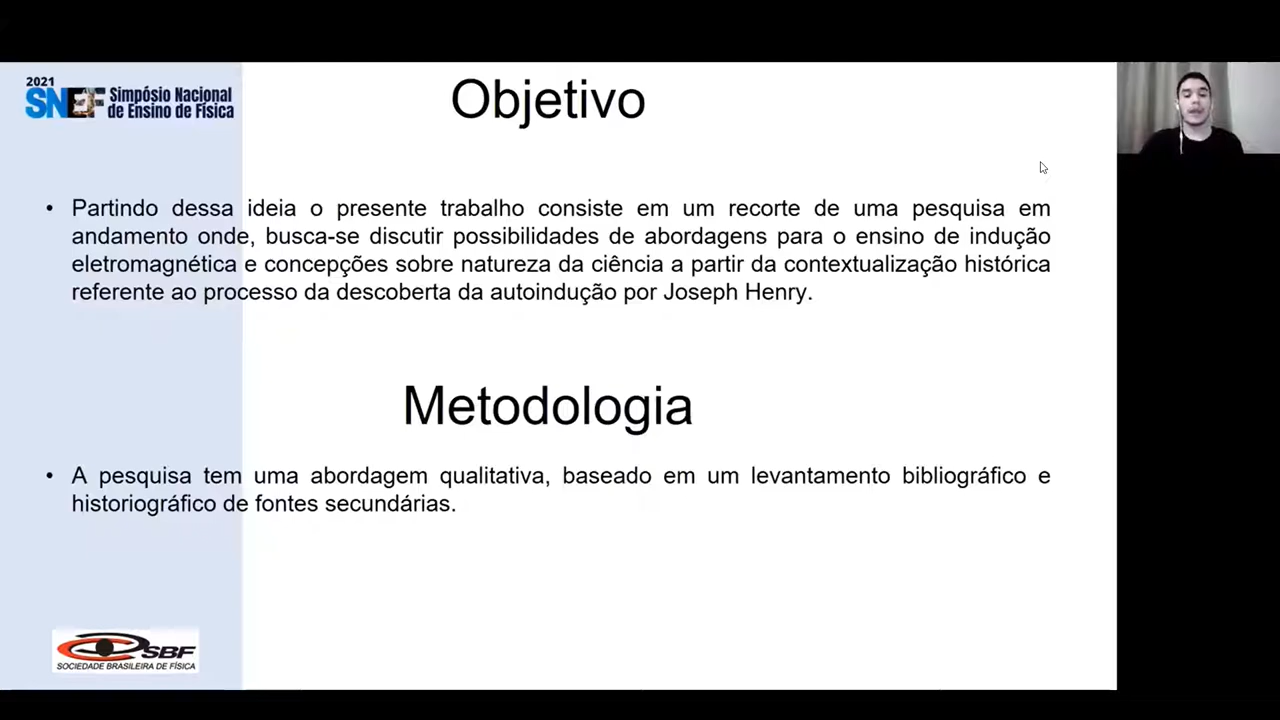 2021
SNEF Simpósio Nacional
de Ensino de Física
Objetivo
• Partindo dessa ideia o presente trabalho consiste em um recorte de uma pesquisa em
andamento onde, busca-se discutir possibilidades de abordagens para o ensino de indução
eletromagnética e concepções sobre natureza da ciência a partir da contextualização histórica
referente ao processo da descoberta da autoindução por Joseph Henry.
Metodologia
• A pesquisa tem uma abordagem qualitativa, baseado em um levantamento bibliográfico e
historiográfico de fontes secundárias.
SBF
SOCIEDADE BRASILEIRA DE FÍSICA